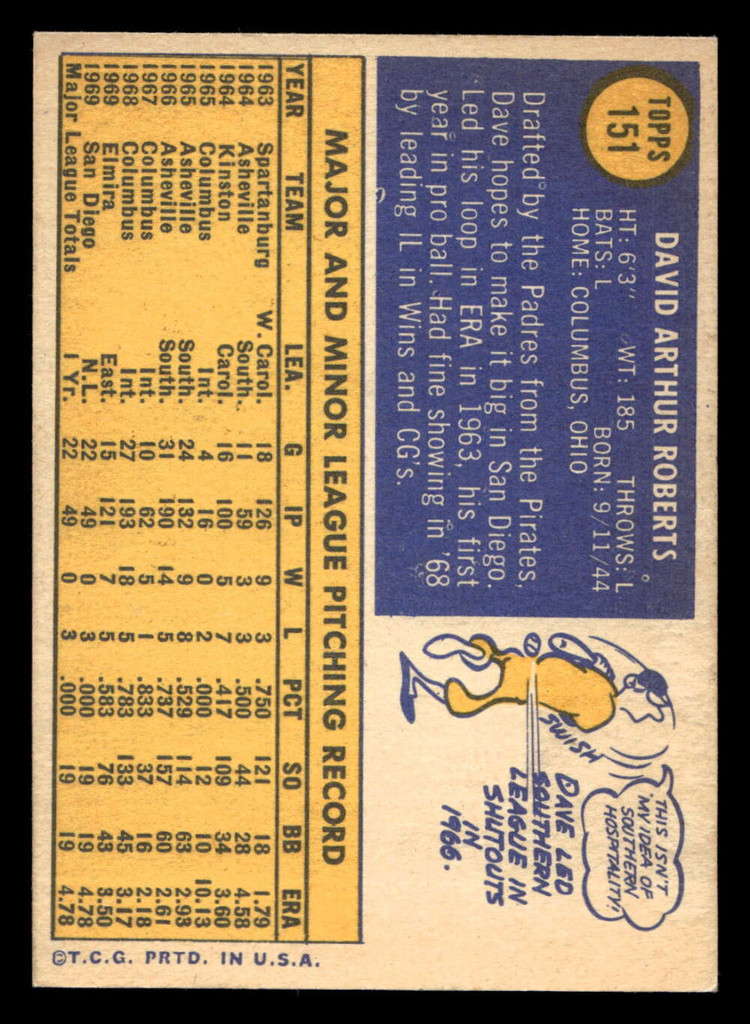 TOPPS
151
DAVID ARTHUR ROBERTS
HT: 6'3" WT: 185 THROWS: L
BATS: L BORN: 9/11/44
HOME: COLUMBUS, OHIO
Drafted by the Padres from the Pirates,
Dave hopes to make it big in San Diego.
Led his loop in ERA in 1963, his first
year in pro ball. Had fine showing in '68
by leading IL in Wins and CG's.
THIS ISN'T
MY IDEA OF
SOUTHERN
HOSPITALITY!
SWISH
DAVE LED
SOUTHERN
LEAGUE IN
SHUTOUTS
IN
1966.
MAJOR AND MINOR LEAGUE PITCHING RECORD
YEAR TEAM LEA. G IP W L PCT SO BB ERA
1963 Spartanburg W. Carol. 18 126 9 3 .750 121 18 1.79
1964 Asheville South. 11 59 3 3 .500 44 28 4.58
1964 Kinston Carol. 16 100 5 7 .417 109 34 3.60
1965 Columbus Int. 4 16 0 2 .000 12 10 10.13
1965 Asheville South. 24 132 9 8 .529 114 63 2.93
1966 Asheville South. 31 190 14 5 .737 157 60 2.61
1967 Columbus Int. 10 62 5 1 .833 37 16 2.18
1968 Columbus Int. 27 193 18 5 .783 133 45 3.17
1969 Elmira East. 15 121 7 5 .583 76 43 3.50
1969 San Diego N.L. 22 49 0 3 .000 19 19 4.78
Major League Totals 1 Yr. 22 49 0 3 .000 19 19 4.78
©T.C.G. PRTD. IN U.S.A.